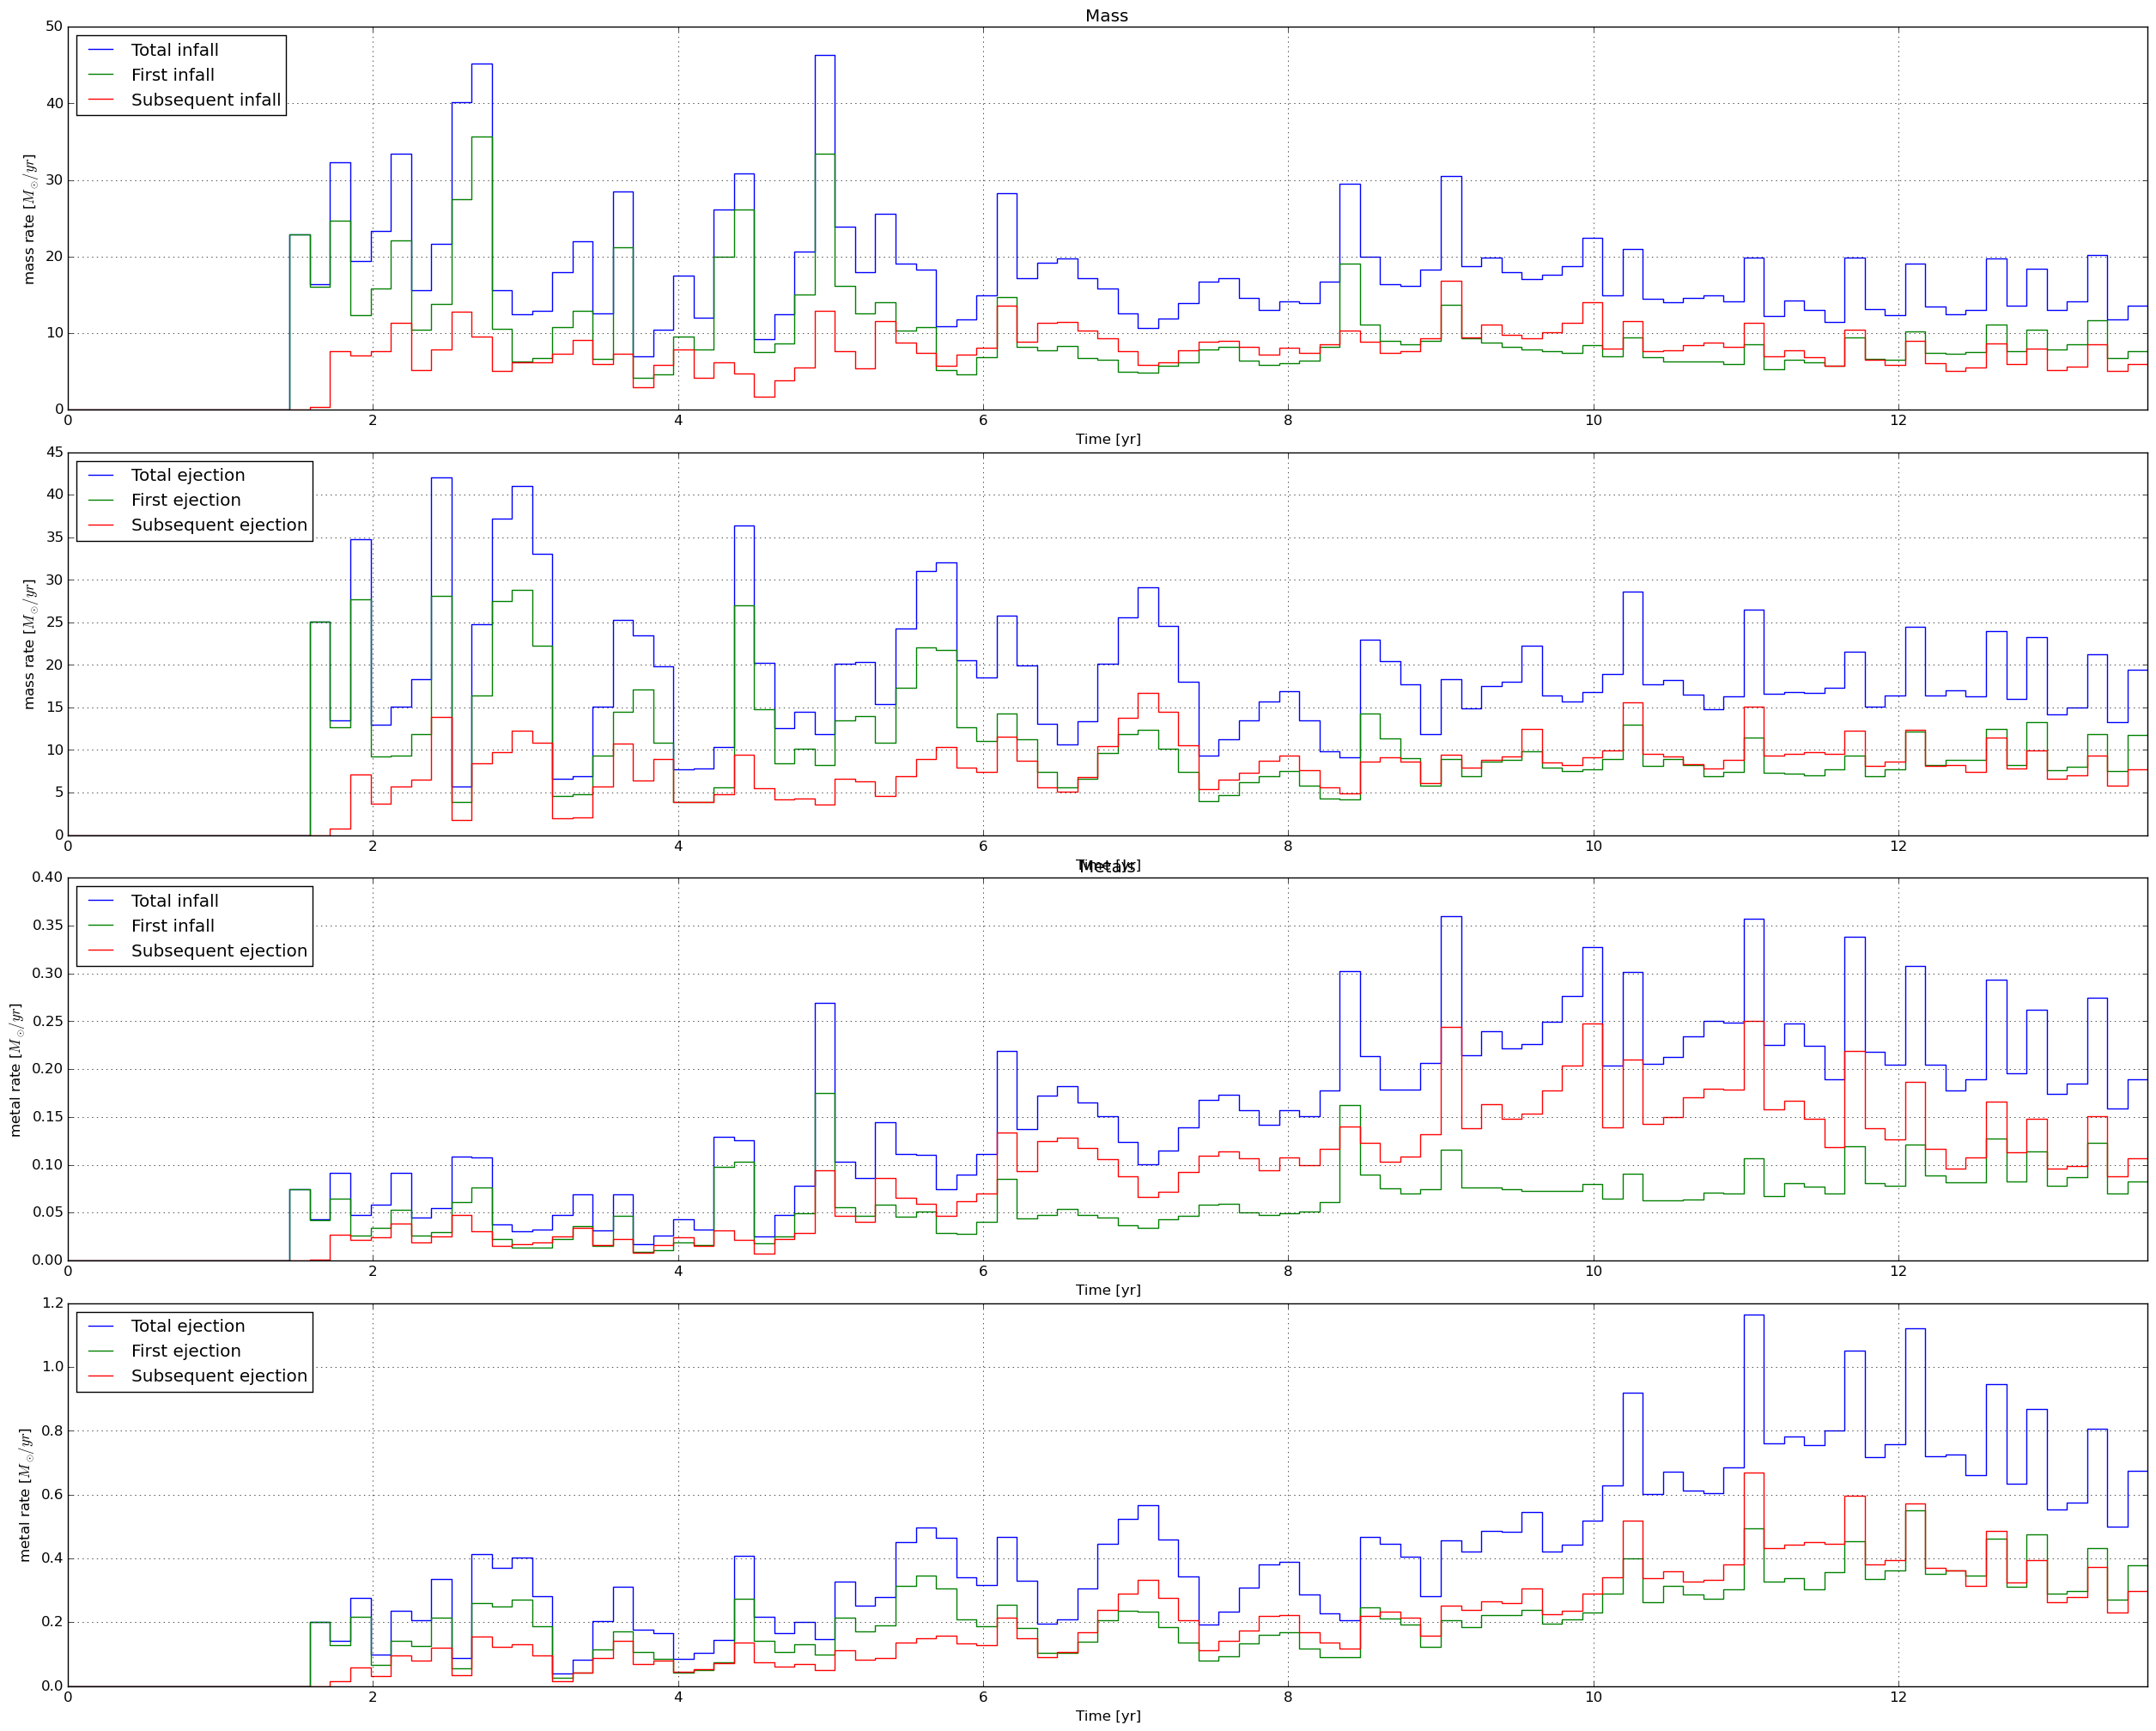 Mass
50
40
30
20
10
0
mass rate [M⊙/yr]
Total infall
First infall
Subsequent infall
0 2 4 6 8 10 12
Time [yr]
45
40
35
30
25
20
15
10
5
0
mass rate [M⊙/yr]
Total ejection
First ejection
Subsequent ejection
0 2 4 6 8 10 12
Time [yr]
Metals
0.40
0.35
0.30
0.25
0.20
0.15
0.10
0.05
0.00
metal rate [M⊙/yr]
Total infall
First infall
Subsequent ejection
0 2 4 6 8 10 12
Time [yr]
1.2
1.0
0.8
0.6
0.4
0.2
0.0
metal rate [M⊙/yr]
Total ejection
First ejection
Subsequent ejection
0 2 4 6 8 10 12
Time [yr]